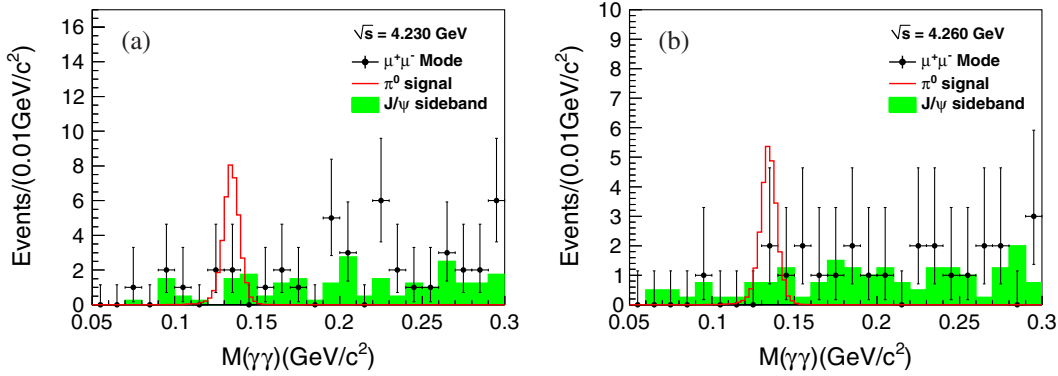 (a)
√s = 4.230 GeV
μ⁺μ⁻ Mode
π⁰ signal
J/ψ sideband
Events/(0.01GeV/c²)
16
14
12
10
8
6
4
2
0
0.05 0.1 0.15 0.2 0.25 0.3
M(γγ)(GeV/c²)
(b)
√s = 4.260 GeV
μ⁺μ⁻ Mode
π⁰ signal
J/ψ sideband
Events/(0.01GeV/c²)
10
9
8
7
6
5
4
3
2
1
0
0.05 0.1 0.15 0.2 0.25 0.3
M(γγ)(GeV/c²)